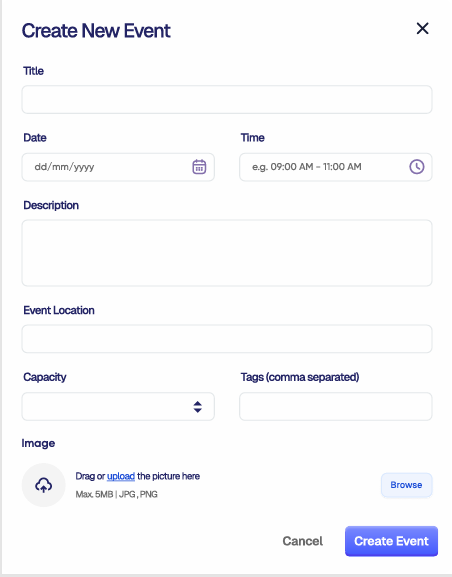 Create New Event
Title
Date Time
dd/mm/yyyy e.g. 09:00 AM - 11:00 AM
Description
Event Location
Capacity Tags (comma separated)
Image
Drag or upload the picture here
Max. 5MB | JPG , PNG
Browse
Cancel Create Event